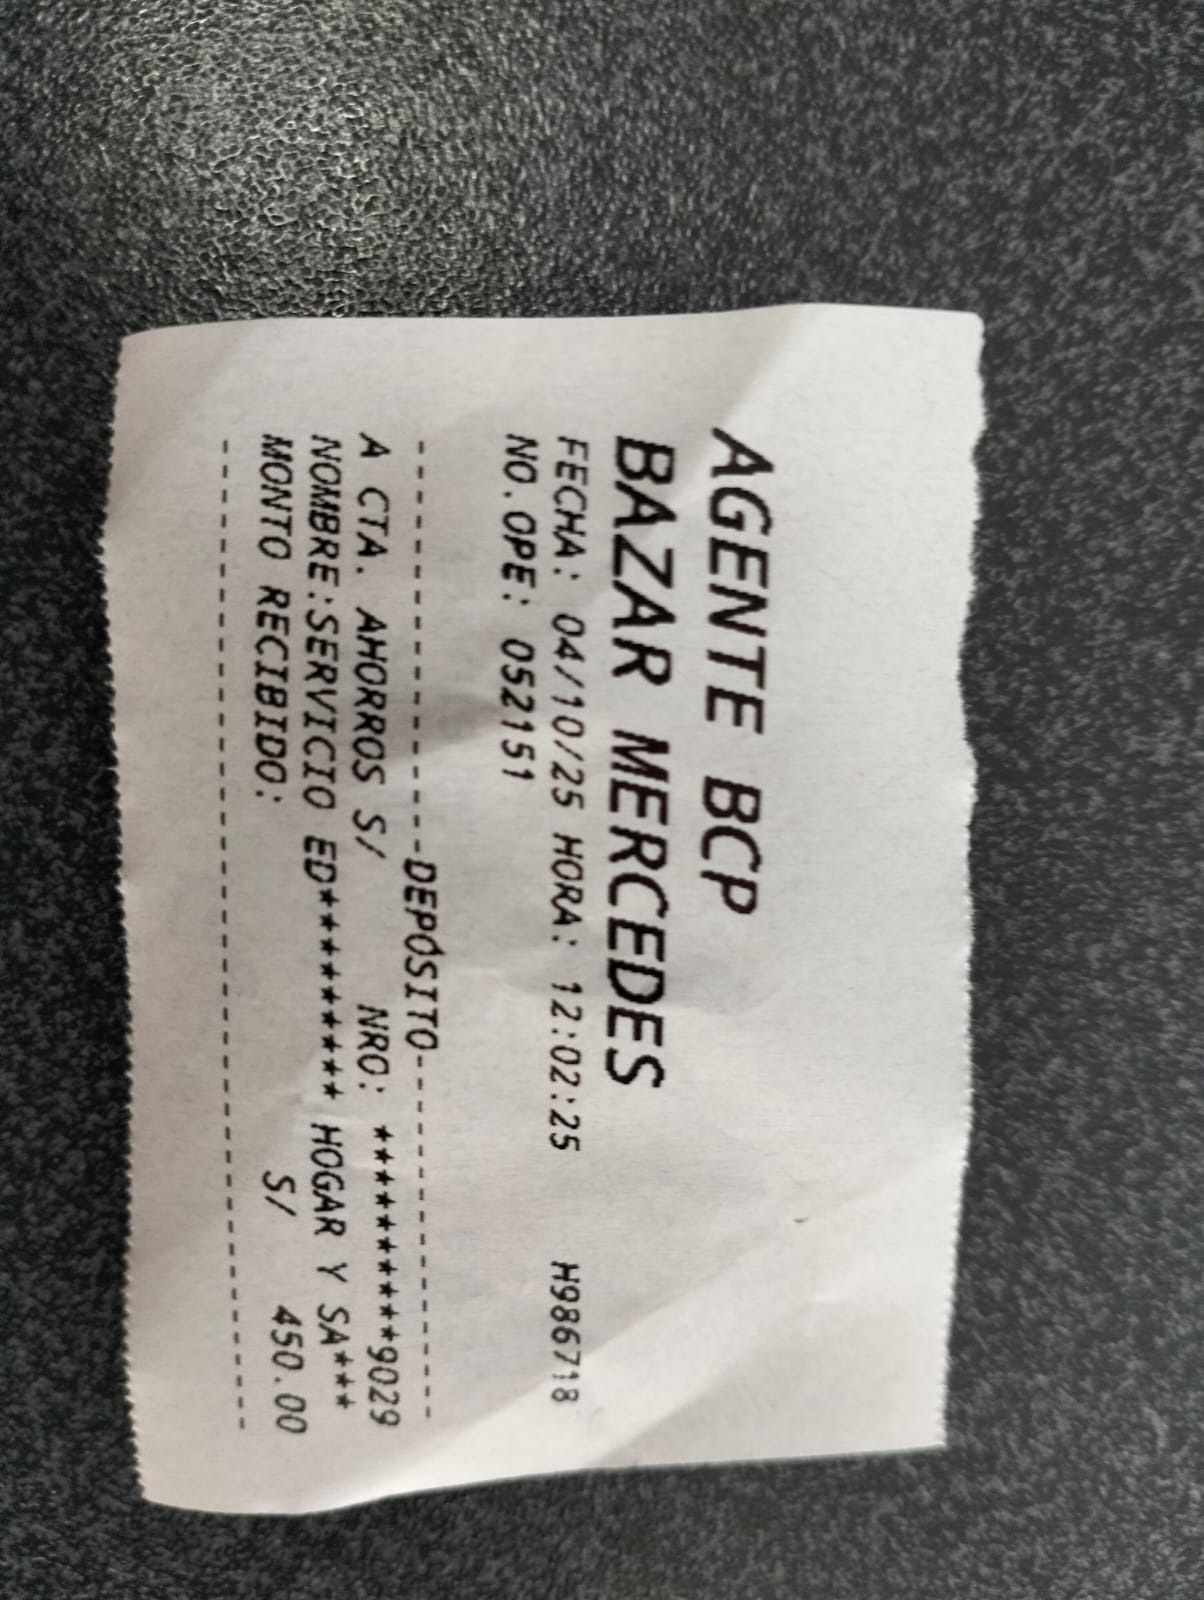 AGENTE BCP
BAZAR MERCEDES
FECHA: 04/10/25 HORA: 12:02:25 H986718
NO.OPE: 052151
--------------------DEPÓSITO--------------------
A CTA. AHORROS S/ NRO: **********9029
NOMBRE:SERVICIO ED********** HOGAR Y SA***
MONTO RECIBIDO: S/ 450.00
------------------------------------------------